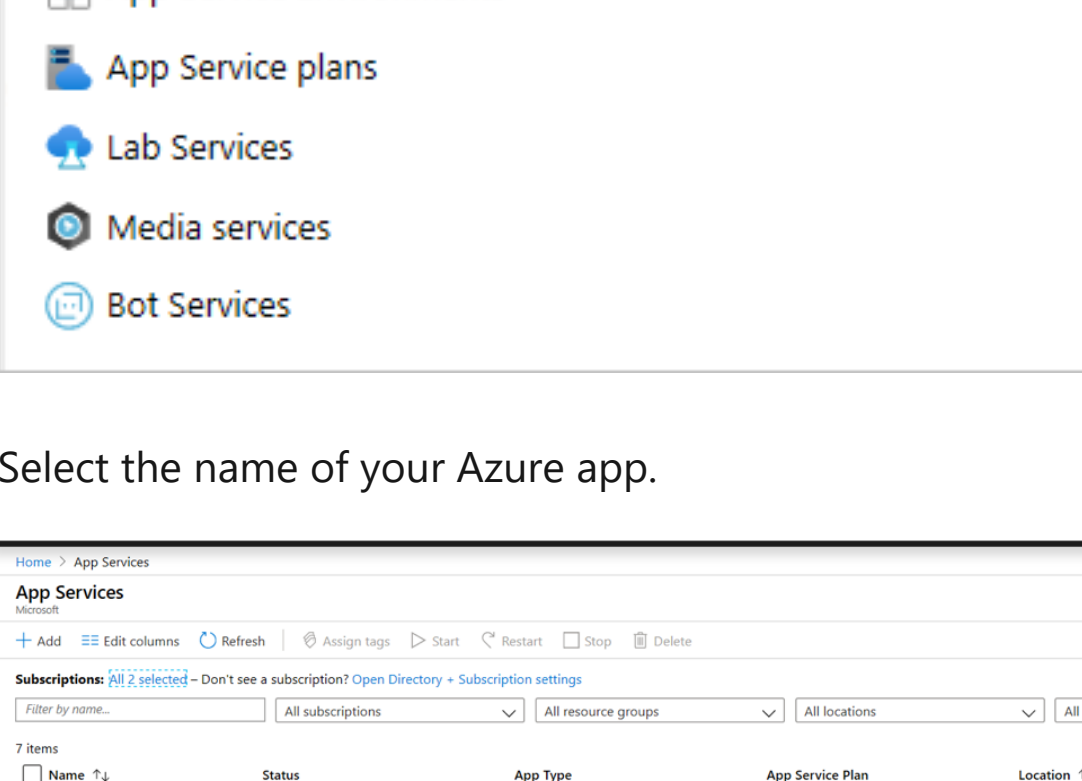 App Service plans
Lab Services
Media services
Bot Services
Select the name of your Azure app.
Home > App Services
App Services
Microsoft
+ Add Edit columns Refresh Assign tags Start Restart Stop Delete
Subscriptions: All 2 selected – Don't see a subscription? Open Directory + Subscription settings
Filter by name... All subscriptions All resource groups All locations All
7 items
Name ↑↓ Status App Type App Service Plan Location